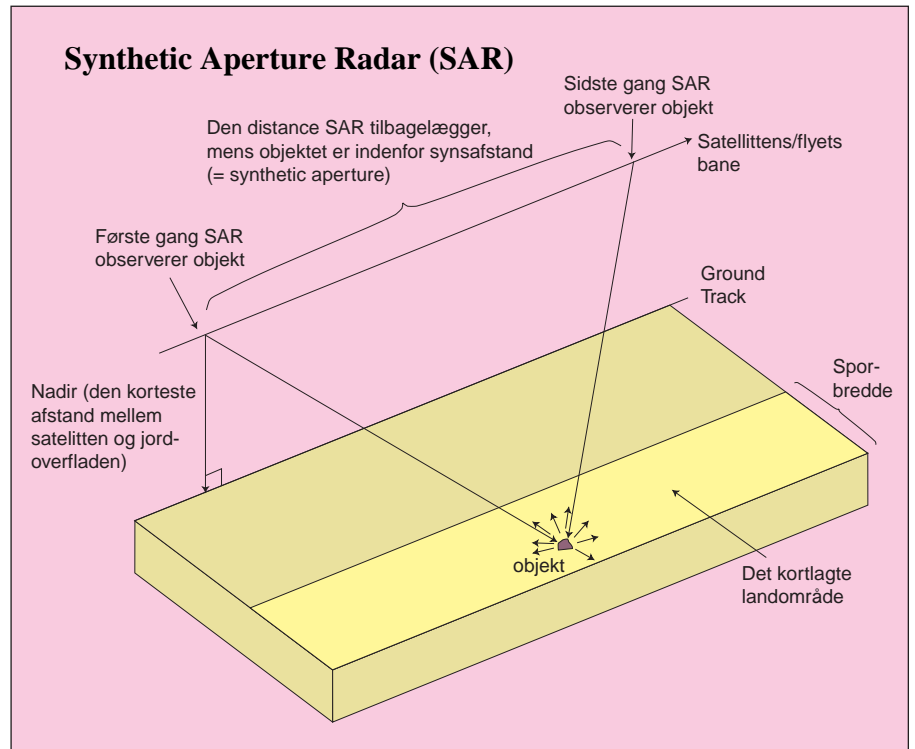 Synthetic Aperture Radar (SAR)
Sidste gang SAR
observerer objekt
Den distance SAR tilbagelægger,
mens objektet er indenfor synsafstand
(= synthetic aperture)
Satellittens/flyets
bane
Første gang SAR
observerer objekt
Ground
Track
Spor-
bredde
Nadir (den korteste
afstand mellem
satelitten og jord-
overfladen)
objekt
Det kortlagte
landområde